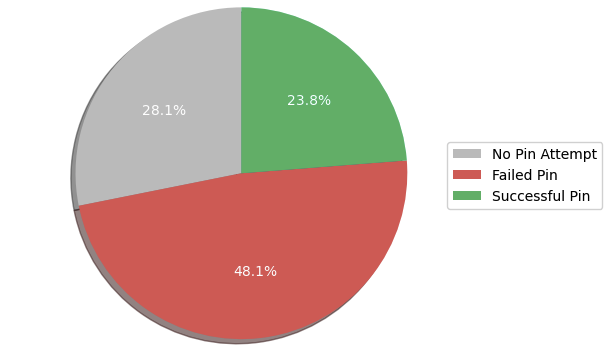 28.1%
23.8%
48.1%
No Pin Attempt
Failed Pin
Successful Pin